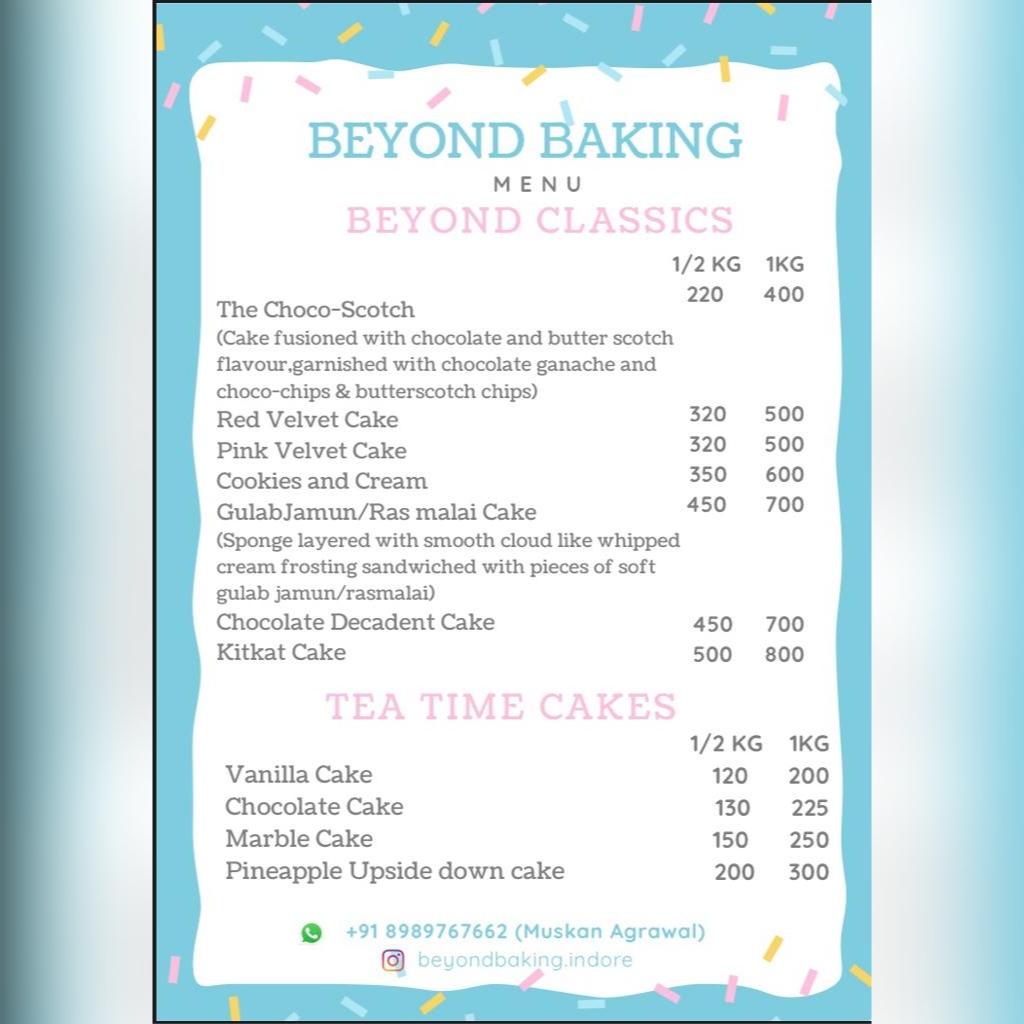 BEYOND BAKING
MENU
BEYOND CLASSICS
1/2 KG 1KG
The Choco-Scotch 220 400
(Cake fusioned with chocolate and butter scotch
flavour,garnished with chocolate ganache and
choco-chips & butterscotch chips)
Red Velvet Cake 320 500
Pink Velvet Cake 320 500
Cookies and Cream 350 600
GulabJamun/Ras malai Cake 450 700
(Sponge layered with smooth cloud like whipped
cream frosting sandwiched with pieces of soft
gulab jamun/rasmalai)
Chocolate Decadent Cake 450 700
Kitkat Cake 500 800
TEA TIME CAKES
1/2 KG 1KG
Vanilla Cake 120 200
Chocolate Cake 130 225
Marble Cake 150 250
Pineapple Upside down cake 200 300
+91 8989767662 (Muskan Agrawal)
beyondbaking.indore